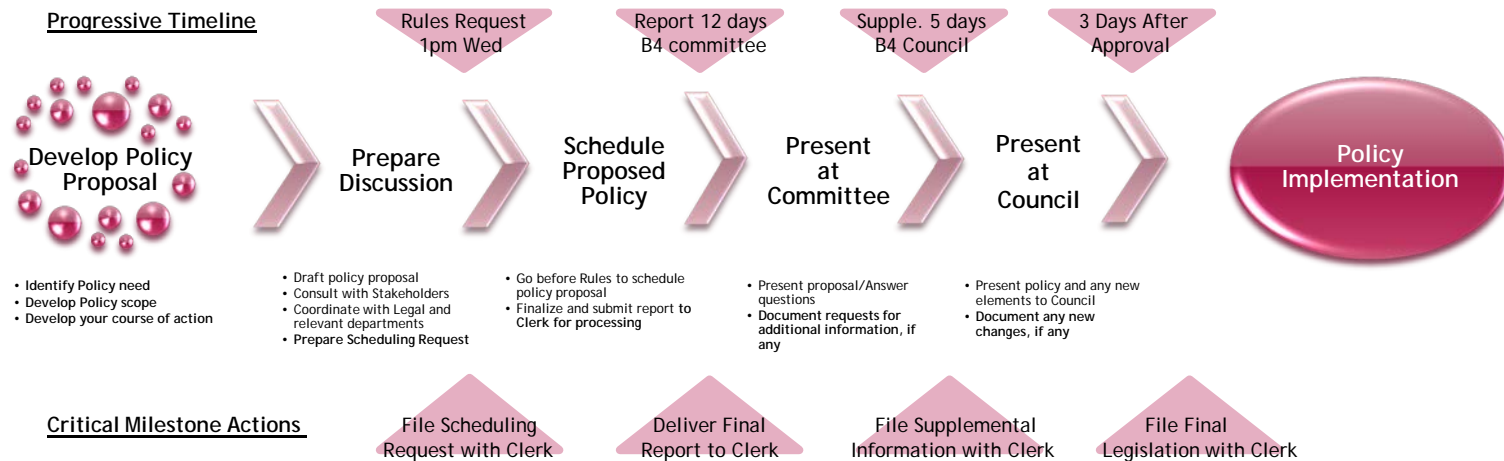 Progressive Timeline
Rules Request
1pm Wed
Report 12 days
B4 committee
Supple. 5 days
B4 Council
3 Days After
Approval
Develop Policy
Proposal
Prepare
Discussion
Schedule
Proposed
Policy
Present
at
Committee
Present
at
Council
Policy
Implementation
• Identify Policy need
• Develop Policy scope
• Develop your course of action
• Draft policy proposal
• Consult with Stakeholders
• Coordinate with Legal and
relevant departments
• Prepare Scheduling Request
• Go before Rules to schedule
policy proposal
• Finalize and submit report to
Clerk for processing
• Present proposal/Answer
questions
• Document requests for
additional information, if
any
• Present policy and any new
elements to Council
• Document any new
changes, if any
Critical Milestone Actions
File Scheduling
Request with Clerk
Deliver Final
Report to Clerk
File Supplemental
Information with Clerk
File Final
Legislation with Clerk